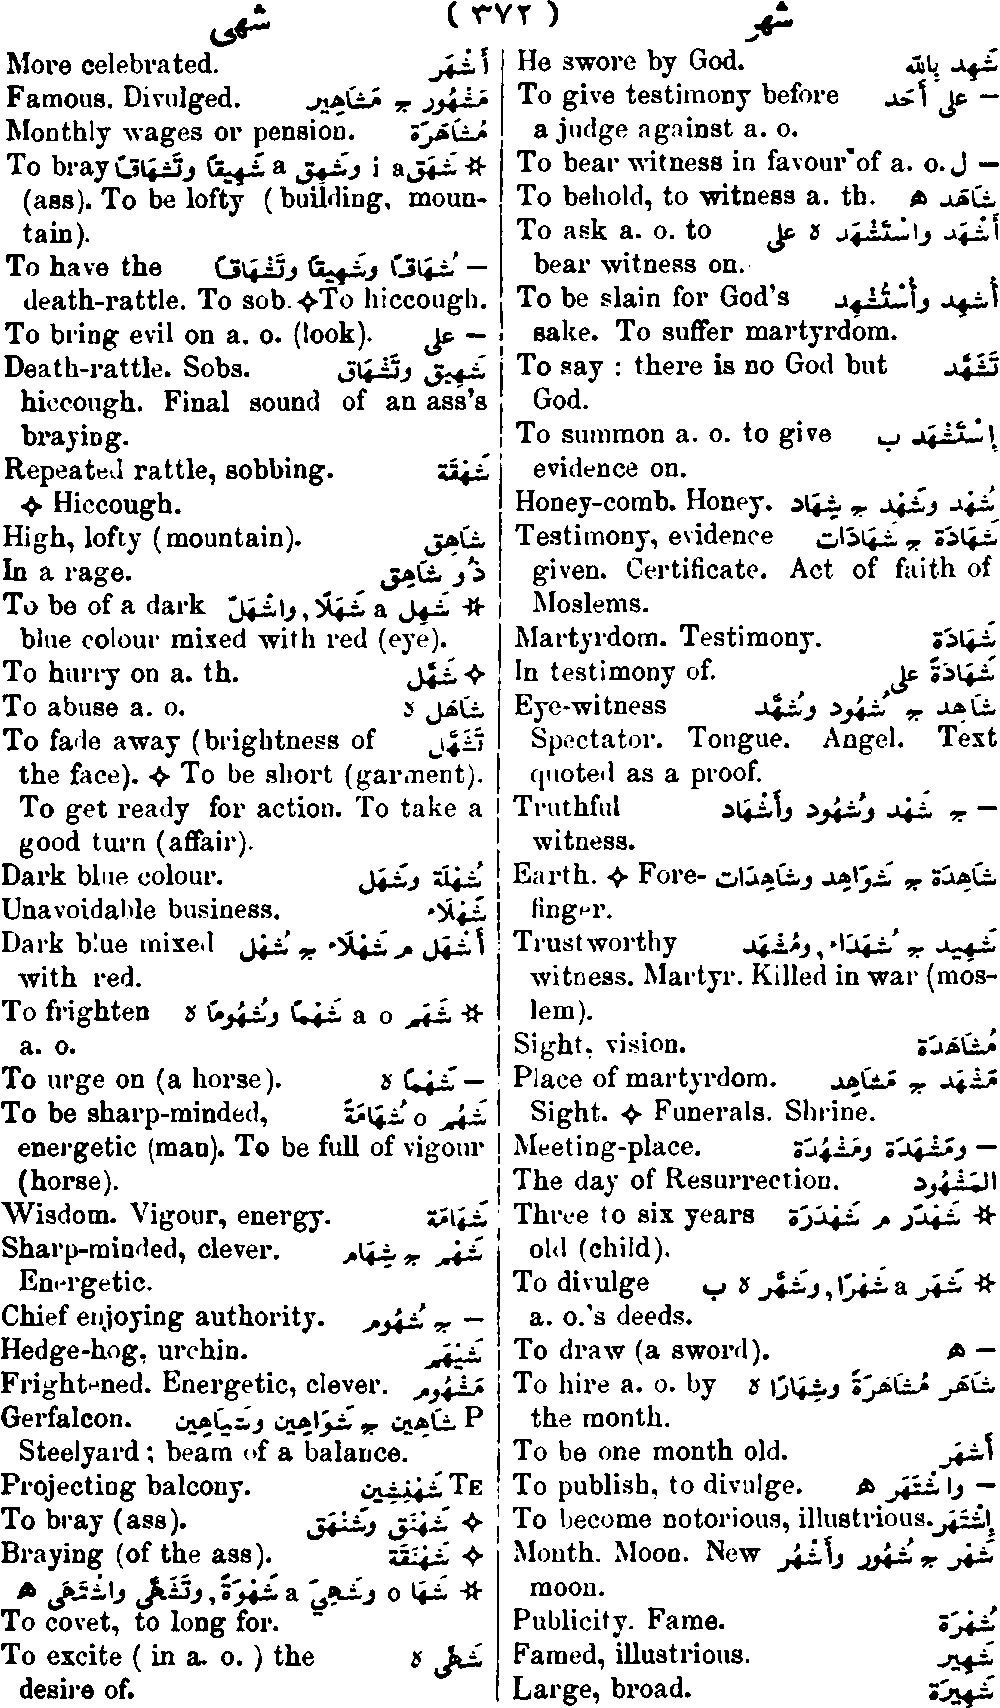 شهر ( ٣٧٢ ) شهى
He swore by God. شَهِد بِالله
To give testimony before — على أَحَد
a judge against a. o.
To bear witness in favour of a. o. — ل
To behold, to witness a. th. شَاهَد ه
To ask a. o. to أَشْهَد واسْتَشْهَد ه على
bear witness on.
To be slain for God's أُشْهِد وأُسْتُشْهِد
sake. To suffer martyrdom.
To say : there is no God but تَشَهَّد
God.
To summon a. o. to give إِسْتَشْهَد ب
evidence on.
Honey-comb. Honey. شُهْد وشَهْد ج شِهَاد
Testimony, evidence شَهَادَة ج شَهَادَات
given. Certificate. Act of faith of
Moslems.
Martyrdom. Testimony. شَهَادَة
In testimony of. شَهَادَةً على
Eye-witness شَاهِد ج شُهُود وشُهَّد
Spectator. Tongue. Angel. Text
quoted as a proof.
Truthful — ج شَهْد وشُهُود وأَشْهَاد
witness.
Earth. ✧ Fore- شَاهِدَة ج شَوَاهِد وشَاهِدَات
finger.
Trustworthy شَهِيد ج شُهَدَاء, ومُشْهَد
witness. Martyr. Killed in war (mos-
lem).
Sight, vision. مُشَاهَدَة
Place of martyrdom. مَشْهَد ج مَشَاهِد
Sight. ✧ Funerals. Shrine.
Meeting-place. — ومَشْهَدَة ومَشْهُدَة
The day of Resurrection. المَشْهُود
Three to six years ✲ شَهْدَر م شَهْدَرَة
old (child).
To divulge ✲ شَهَر a شَهْرًا, وشَهَّر ه ب
a. o.'s deeds.
To draw (a sword). — ه
To hire a. o. by شَاهَر مُشَاهَرَةً وشِهَارًا ه
the month.
To be one month old. أَشْهَر
To publish, to divulge. — واشْتَهَر ه
To become notorious, illustrious. إِشْتَهَر
Month. Moon. New شَهْر ج شُهُور وأَشْهُر
moon.
Publicity. Fame. شُهْرَة
Famed, illustrious. شَهِير
Large, broad. شَهِيرَة
More celebrated. أَشْهَر
Famous. Divulged. مَشْهُور ج مَشَاهِير
Monthly wages or pension. مُشَاهَرَة
To bray ✲ شَهَق i a وشَهِق a شَهِيقًا وتَشْهَاقًا
(ass). To be lofty (building, moun-
tain).
To have the — شُهَاقًا وشَهِيقًا وتَشْهَاقًا
death-rattle. To sob. ✧ To hiccough.
To bring evil on a. o. (look). — على
Death-rattle. Sobs. شَهِيق وتَشْهَاق
hiccough. Final sound of an ass's
braying.
Repeated rattle, sobbing. شَهْقَة
✧ Hiccough.
High, lofty (mountain). شَاهِق
In a rage. ذُو شَاهِق
To be of a dark ✲ شَهِل a شَهَلًا, واشْهَلّ
blue colour mixed with red (eye).
To hurry on a. th. ✧ شَهَّل
To abuse a. o. شَاهَل ه
To fade away (brightness of تَشَهَّل
the face). ✧ To be short (garment).
To get ready for action. To take a
good turn (affair).
Dark blue colour. شُهْلَة وشَهَل
Unavoidable business. شَهْلَاء
Dark blue mixed أَشْهَل م شَهْلَاء ج شُهْل
with red.
To frighten ✲ شَهَم a o شَهْمًا وشُهُومًا ه
a. o.
To urge on (a horse). — شَهْمًا ه
To be sharp-minded, شَهُم o شَهَامَةً
energetic (man). To be full of vigour
(horse).
Wisdom. Vigour, energy. شَهَامَة
Sharp-minded, clever. شَهْم ج شِهَام
Energetic.
Chief enjoying authority. — ج شُهُوم
Hedge-hog, urchin. شَيْهَم
Frightened. Energetic, clever. مَشْهُوم
Gerfalcon. P شَاهِين ج شَوَاهِين وشَيَاهِين
Steelyard ; beam of a balance.
Projecting balcony. TE شَهْنِشِين
To bray (ass). ✧ شَهْنَق وشَنْهَق
Braying (of the ass). ✧ شَهْنَقَة
✲ شَهَا o وشَهِيَ a شَهْوَةً, وتَشَهَّى واشْتَهَى ه
To covet, to long for.
To excite ( in a. o. ) the شَهَّى ه
desire of.